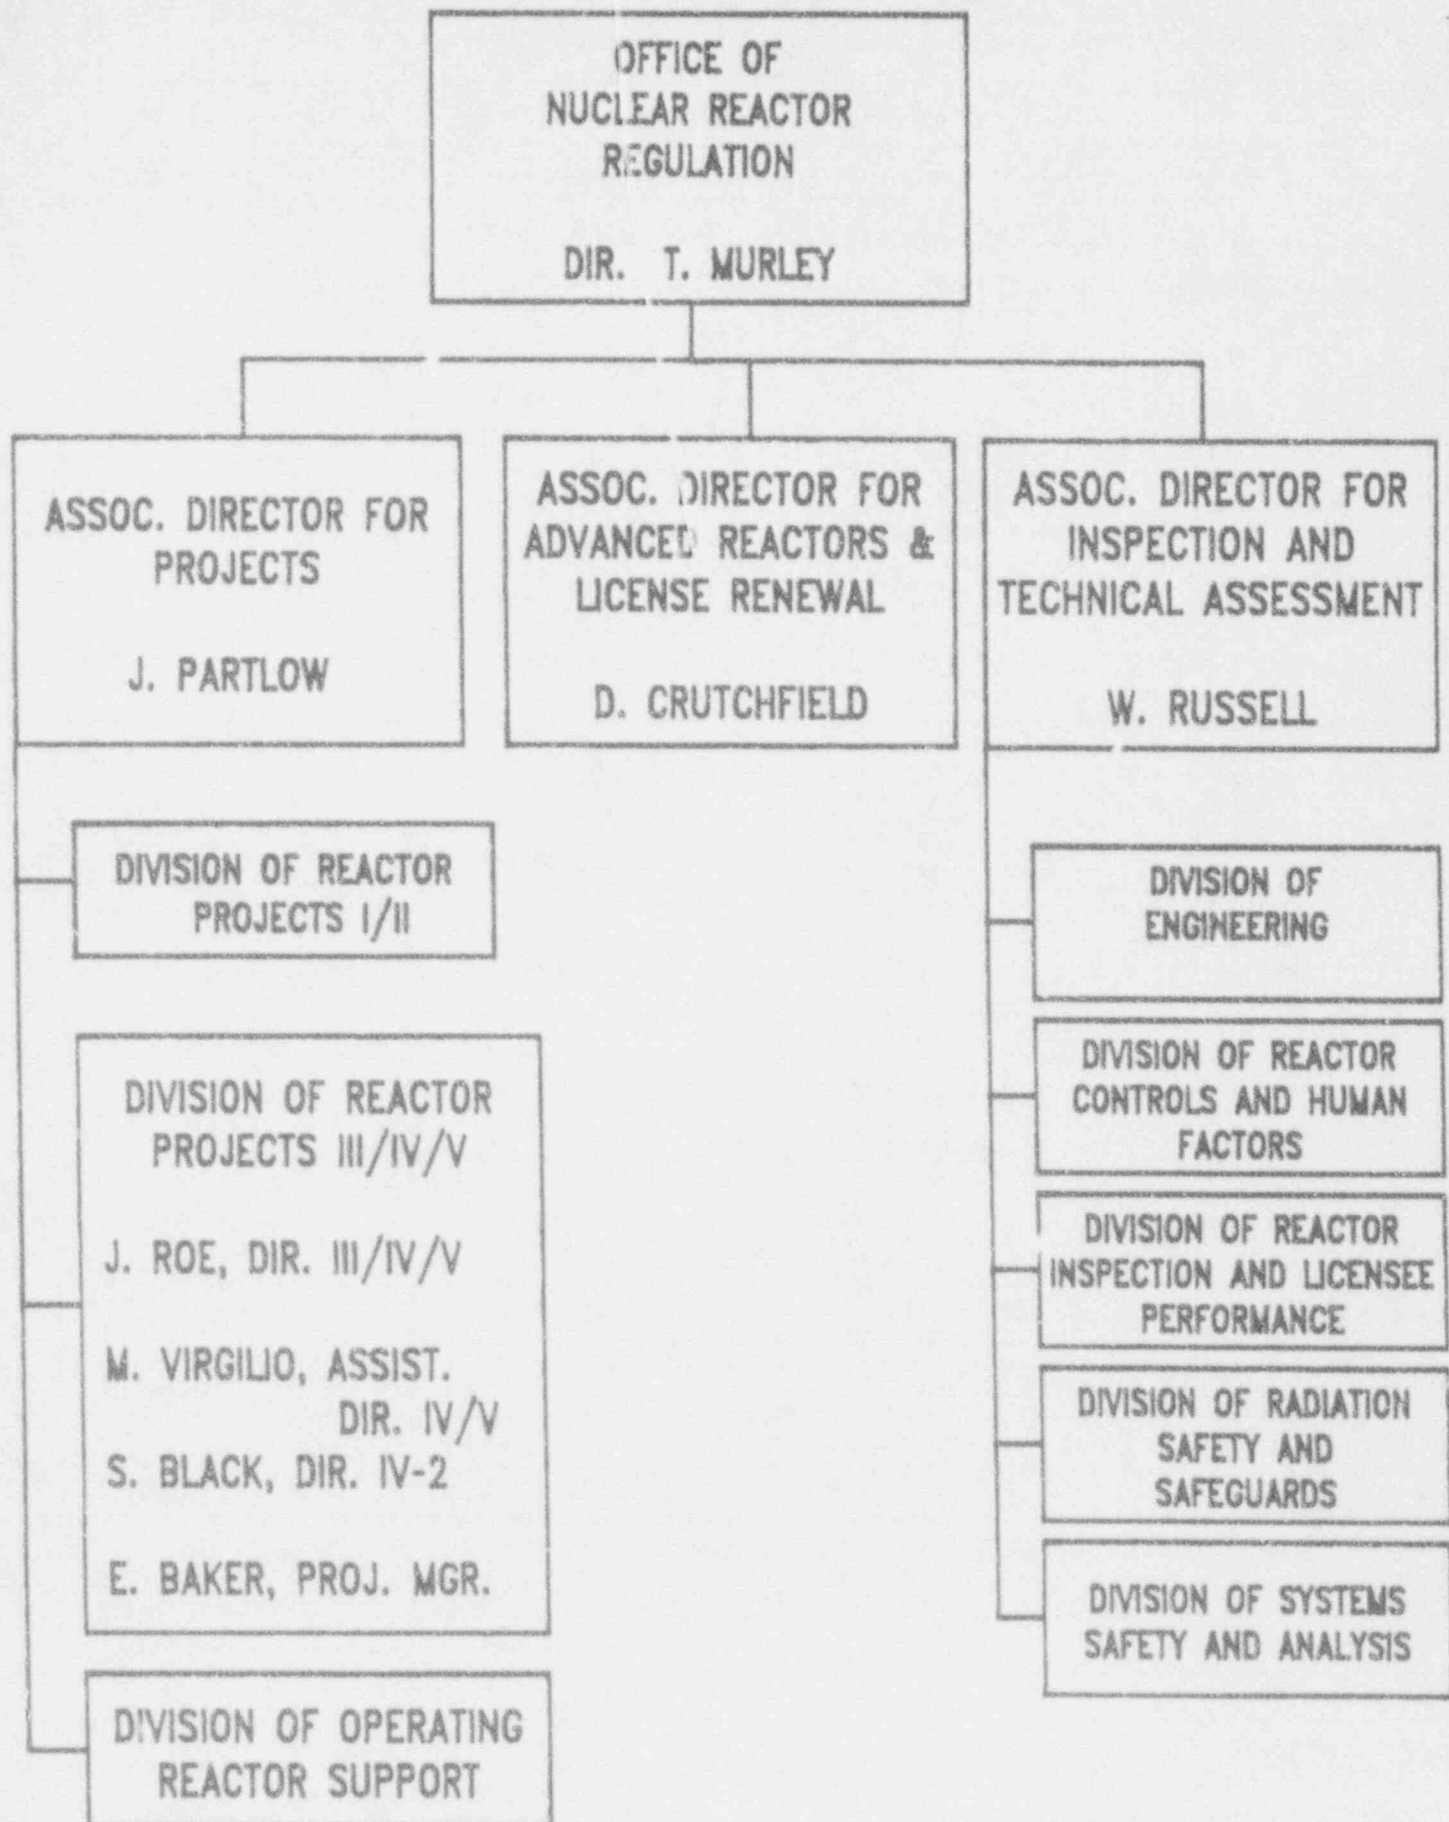 OFFICE OF
NUCLEAR REACTOR
REGULATION
DIR. T. MURLEY
ASSOC. DIRECTOR FOR
PROJECTS
J. PARTLOW
ASSOC. DIRECTOR FOR
ADVANCED REACTORS &
LICENSE RENEWAL
D. CRUTCHFIELD
ASSOC. DIRECTOR FOR
INSPECTION AND
TECHNICAL ASSESSMENT
W. RUSSELL
DIVISION OF REACTOR
PROJECTS I/II
DIVISION OF REACTOR
PROJECTS III/IV/V
J. ROE, DIR. III/IV/V
M. VIRGILIO, ASSIST.
DIR. IV/V
S. BLACK, DIR. IV-2
E. BAKER, PROJ. MGR.
DIVISION OF OPERATING
REACTOR SUPPORT
DIVISION OF
ENGINEERING
DIVISION OF REACTOR
CONTROLS AND HUMAN
FACTORS
DIVISION OF REACTOR
INSPECTION AND LICENSEE
PERFORMANCE
DIVISION OF RADIATION
SAFETY AND
SAFEGUARDS
DIVISION OF SYSTEMS
SAFETY AND ANALYSIS